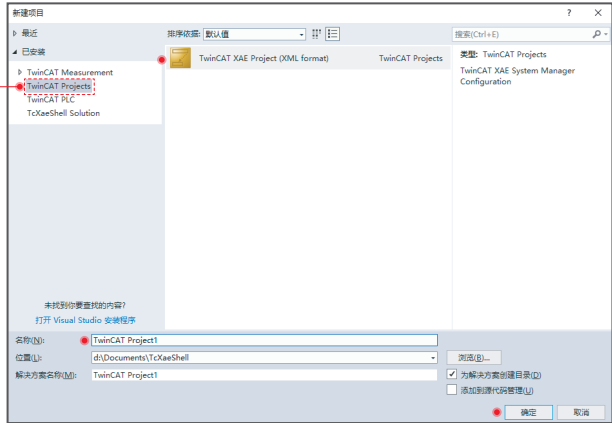 新建项目 ? X
▷ 最近
排序依据: 默认值
搜索(Ctrl+E)
◢ 已安装
▷ TwinCAT Measurement
TwinCAT Projects
TwinCAT PLC
TcXaeShell Solution
TwinCAT XAE Project (XML format) TwinCAT Projects
类型: TwinCAT Projects
TwinCAT XAE System Manager
Configuration
未找到你要查找的内容?
打开 Visual Studio 安装程序
名称(N): TwinCAT Project1
位置(L): d:\Documents\TcXaeShell
浏览(B)...
解决方案名称(M): TwinCAT Project1
为解决方案创建目录(D)
添加到源代码管理(U)
确定 取消